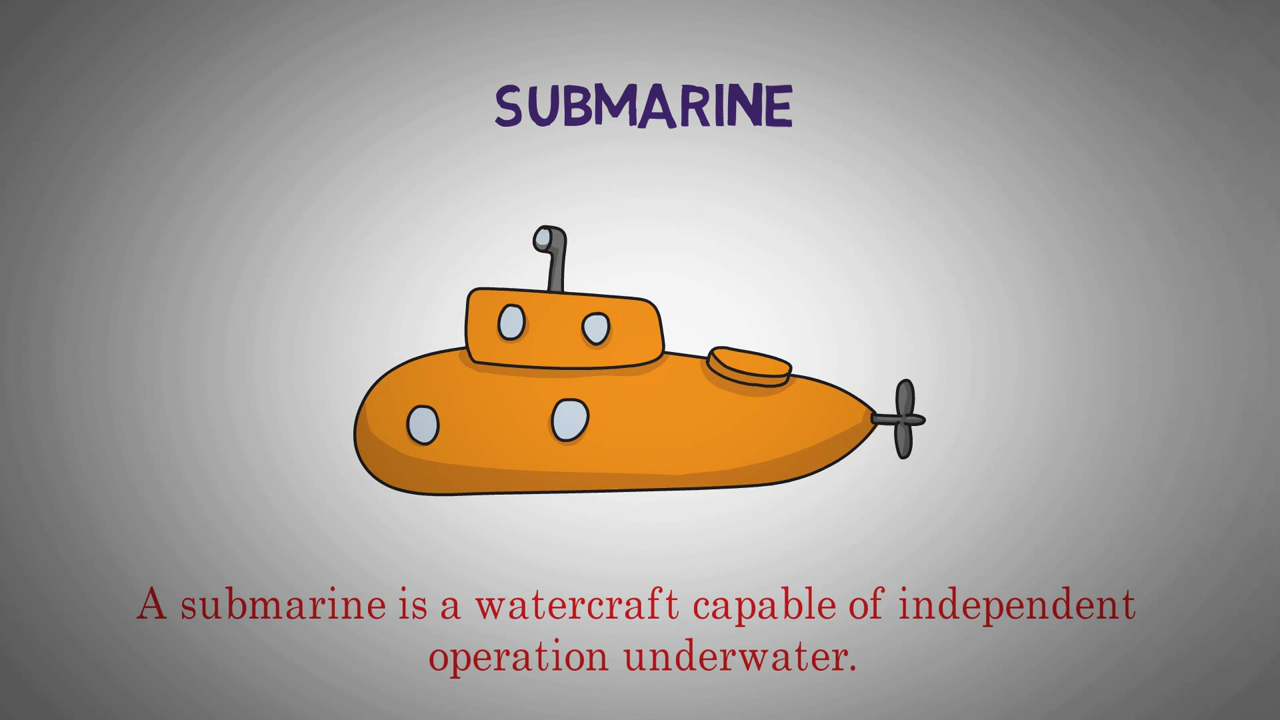 SUBMARINE
A submarine is a watercraft capable of independent
operation underwater.